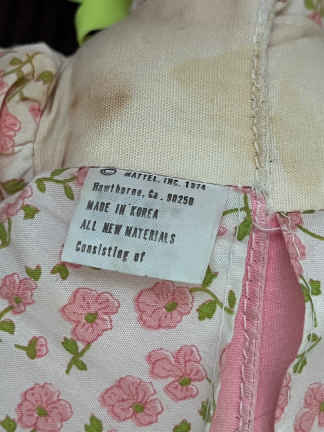 © MATTEL, INC. 1974
Hawthorne, Ca. 90250
MADE IN KOREA
ALL NEW MATERIALS
Consisting of